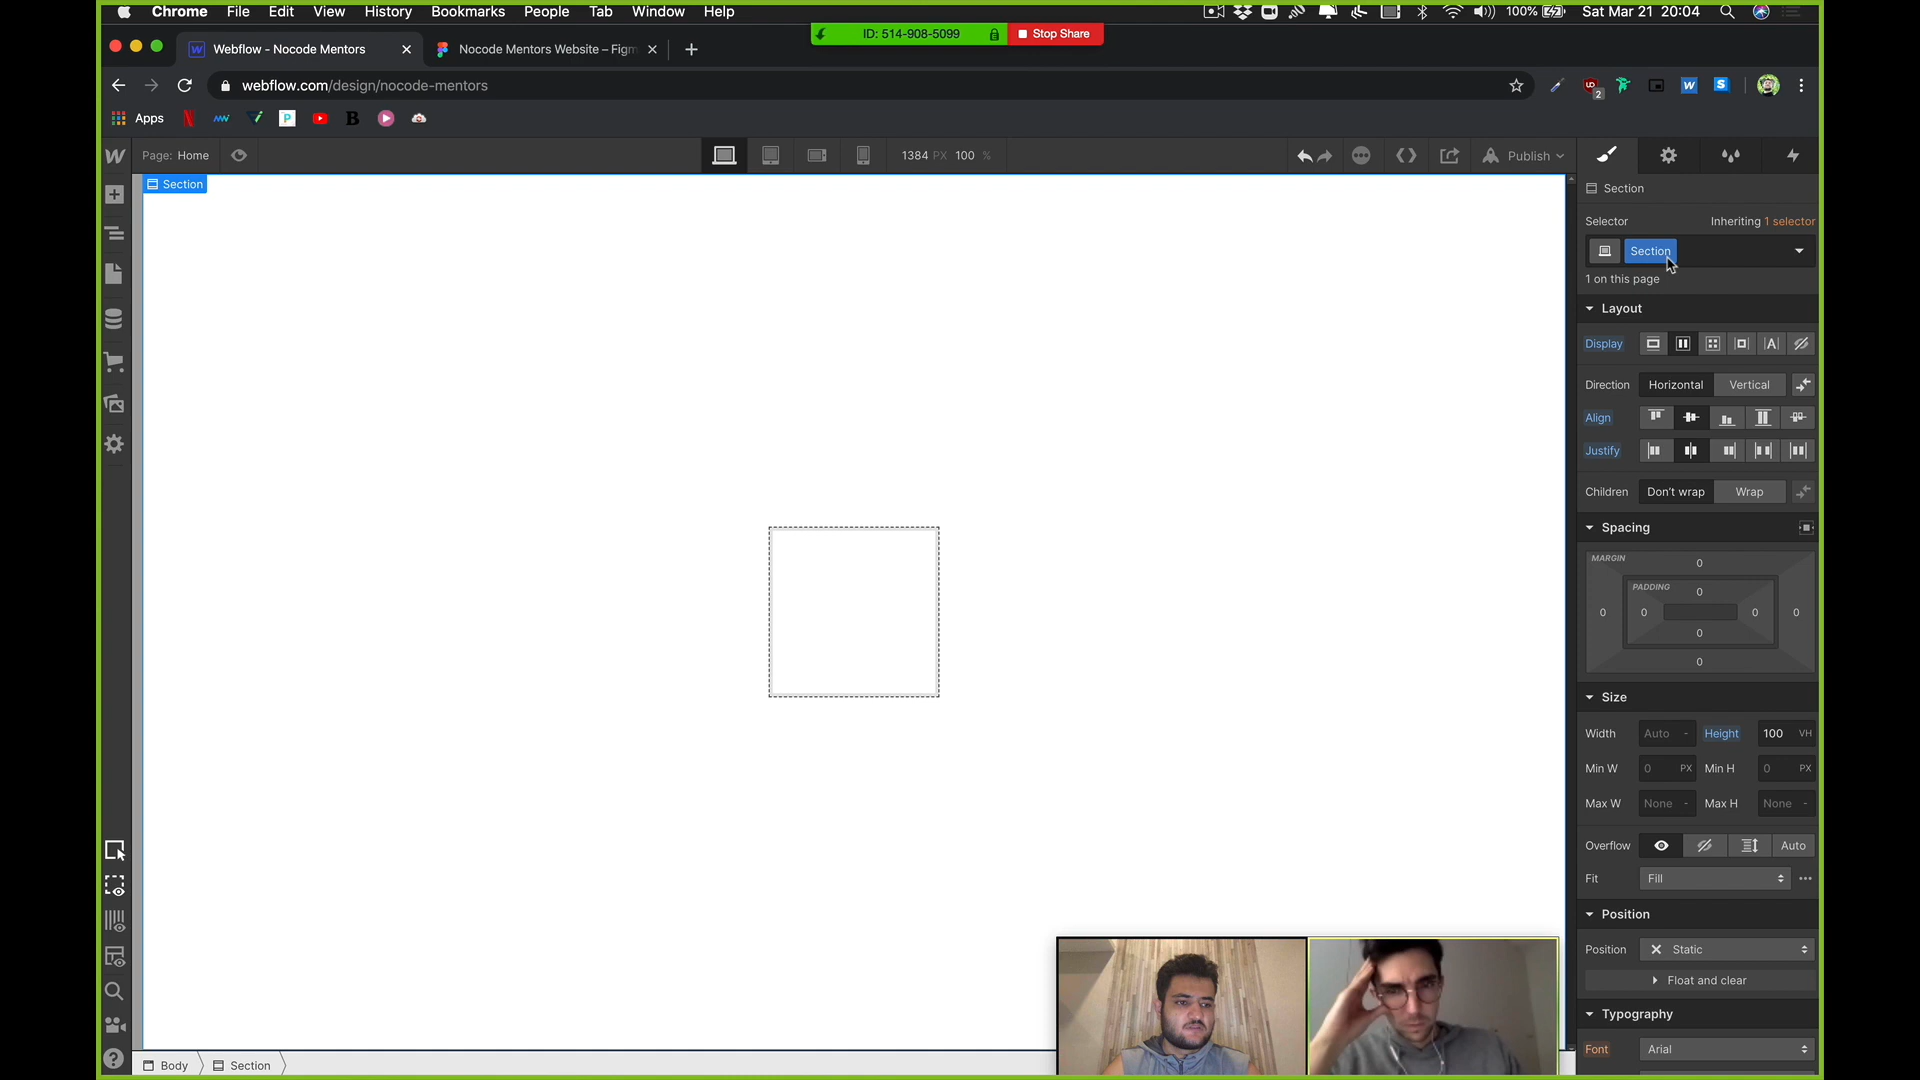 Chrome File Edit View History Bookmarks People Tab Window Help
100% Sat Mar 21 20:04
ID: 514-908-5099 Stop Share
Webflow - Nocode Mentors
Nocode Mentors Website – Figm
webflow.com/design/nocode-mentors
Apps
Page: Home
1384 PX 100 %
Publish
Section
Section
Selector Inheriting 1 selector
Section
1 on this page
Layout
Display
Direction Horizontal Vertical
Align
Justify
Children Don't wrap Wrap
Spacing
MARGIN
0
PADDING
0
0 0 0 0
0
0
Size
Width Auto - Height 100 VH
Min W 0 PX Min H 0 PX
Max W None - Max H None -
Overflow Auto
Fit Fill
Position
Position Static
Float and clear
Typography
Font Arial
Body Section